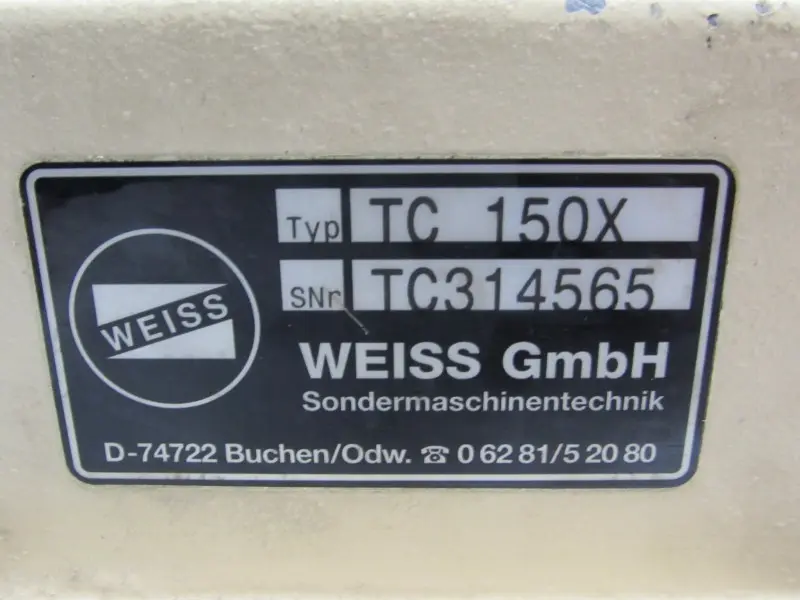 WEISS
Typ TC 150X
SNr TC314565
WEISS GmbH
Sondermaschinentechnik
D-74722 Buchen/Odw. ☎ 0 62 81/5 20 80